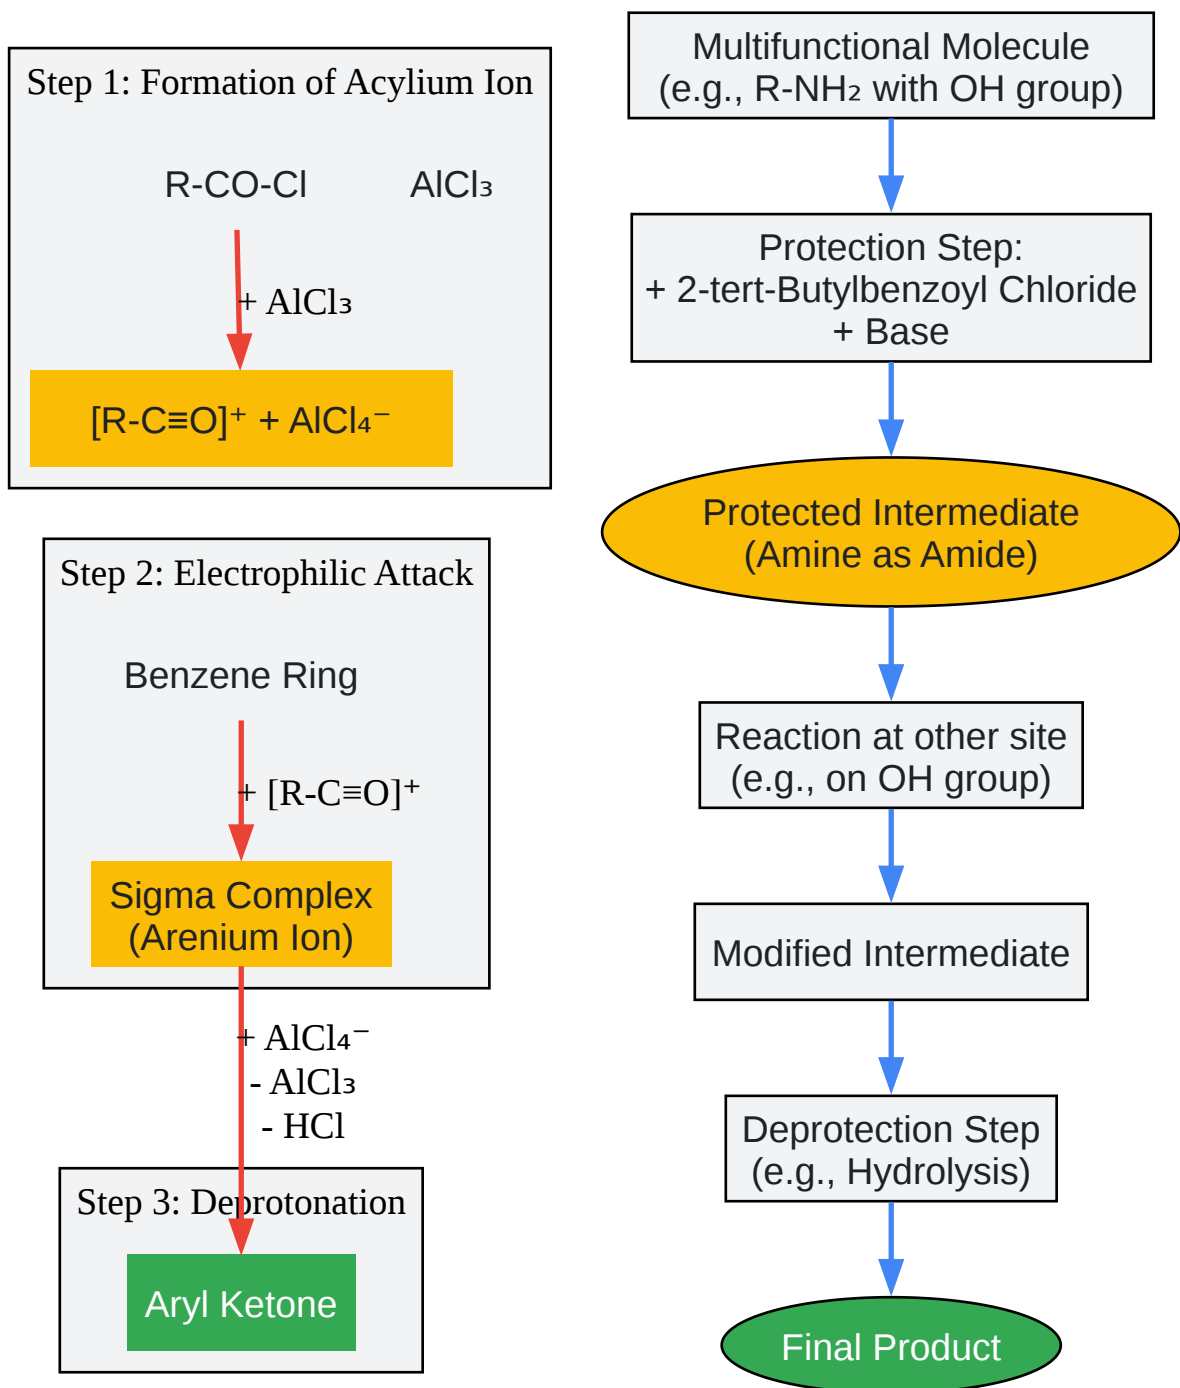 Step 1: Formation of Acylium Ion
R-CO-Cl
AlCl₃
+ AlCl₃
[R-C≡O]⁺ + AlCl₄⁻
Step 2: Electrophilic Attack
Benzene Ring
+ [R-C≡O]⁺
Sigma Complex
(Arenium Ion)
+ AlCl₄⁻
- AlCl₃
- HCl
Step 3: Deprotonation
Aryl Ketone
Multifunctional Molecule
(e.g., R-NH₂ with OH group)
Protection Step:
+ 2-tert-Butylbenzoyl Chloride
+ Base
Protected Intermediate
(Amine as Amide)
Reaction at other site
(e.g., on OH group)
Modified Intermediate
Deprotection Step
(e.g., Hydrolysis)
Final Product